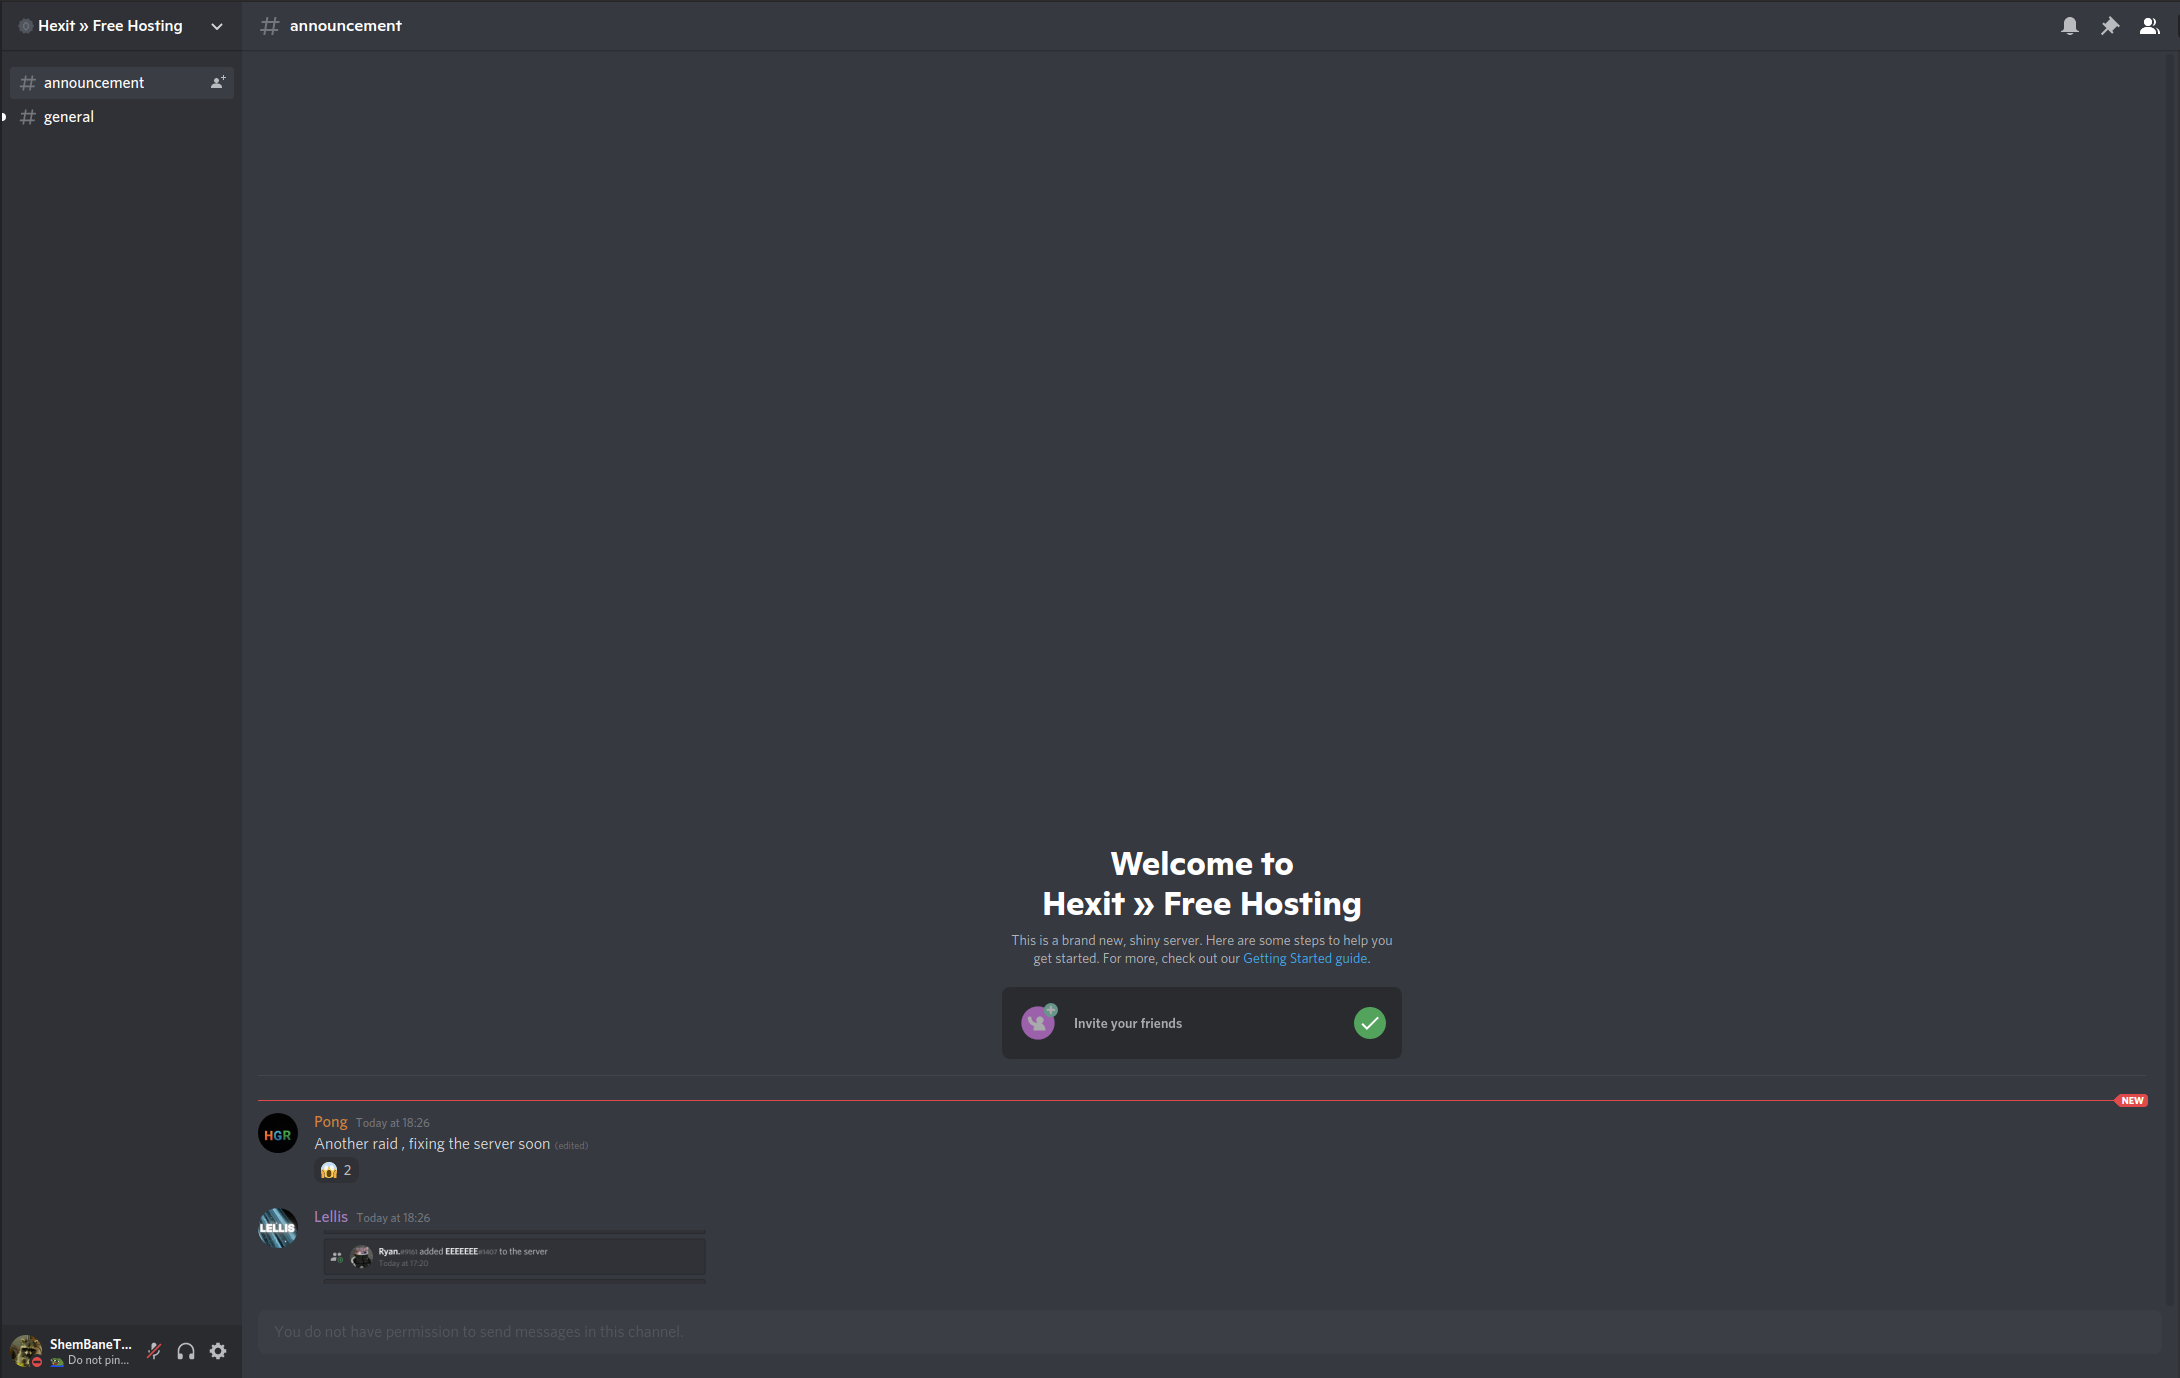 Hexit » Free Hosting
announcement
general
announcement
Welcome to
Hexit » Free Hosting
This is a brand new, shiny server. Here are some steps to help you
get started. For more, check out our Getting Started guide.
Invite your friends
NEW
HGR
Pong Today at 18:26
Another raid , fixing the server soon (edited)
😱 2
LELLIS
Lellis Today at 18:26
Ryan.#9161 added EEEEEEE#1407 to the server
Today at 17:20
You do not have permission to send messages in this channel.
ShemBaneT...
Do not pin...